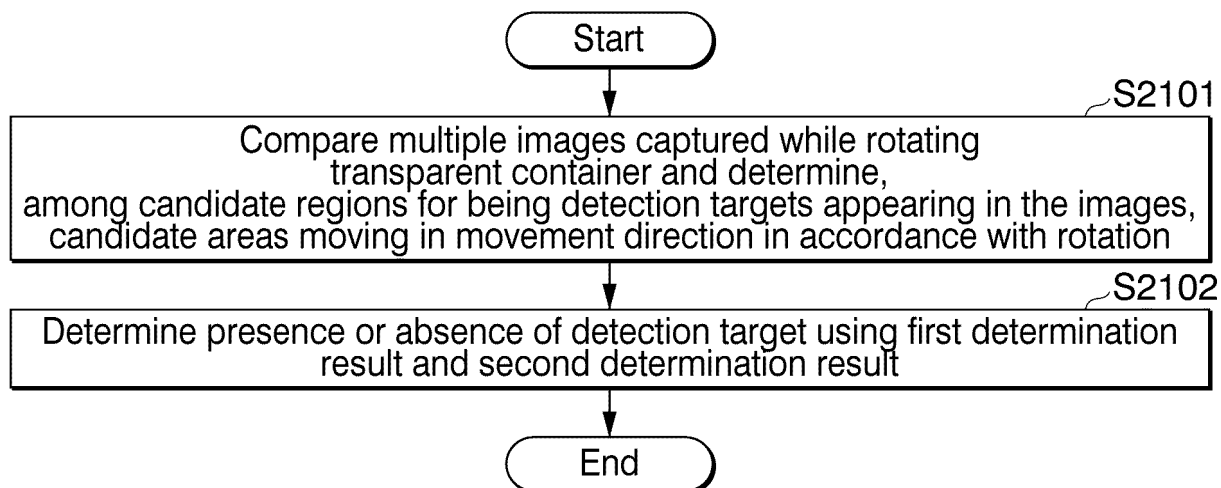 Start
S2101
Compare multiple images captured while rotating
transparent container and determine,
among candidate regions for being detection targets appearing in the images,
candidate areas moving in movement direction in accordance with rotation
S2102
Determine presence or absence of detection target using first determination
result and second determination result
End